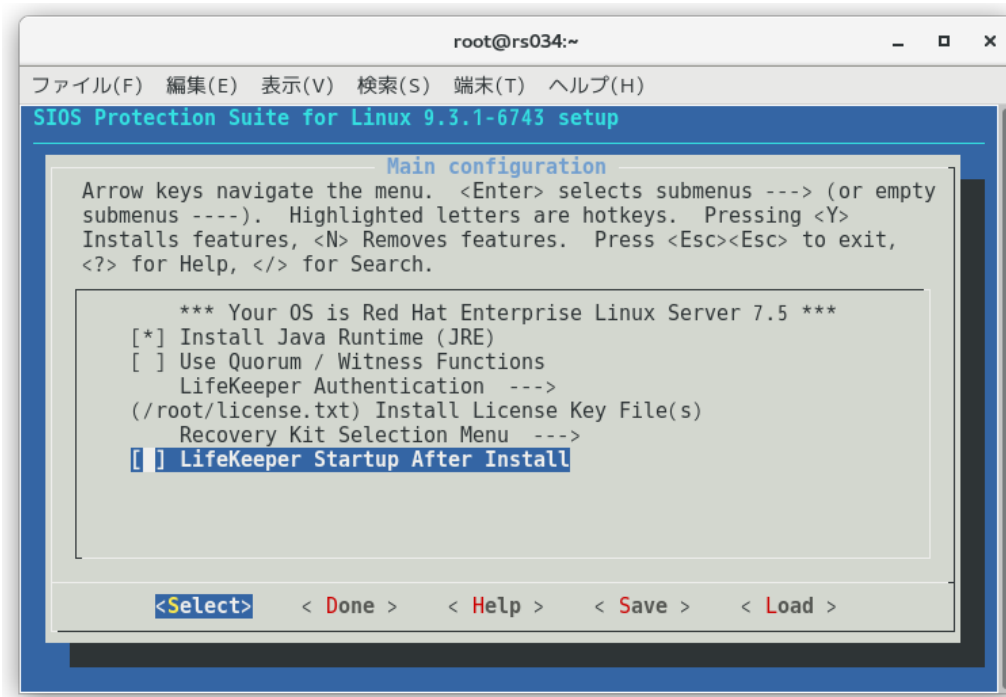 root@rs034:~
ファイル(F) 編集(E) 表示(V) 検索(S) 端末(T) ヘルプ(H)
SIOS Protection Suite for Linux 9.3.1-6743 setup
Main configuration
Arrow keys navigate the menu.  <Enter> selects submenus ---> (or empty
submenus ----).  Highlighted letters are hotkeys.  Pressing <Y>
Installs features, <N> Removes features.  Press <Esc><Esc> to exit,
<?> for Help, </> for Search.
*** Your OS is Red Hat Enterprise Linux Server 7.5 ***
[*] Install Java Runtime (JRE)
[ ] Use Quorum / Witness Functions
LifeKeeper Authentication  --->
(/root/license.txt) Install License Key File(s)
Recovery Kit Selection Menu  --->
[ ] LifeKeeper Startup After Install
<Select>    < Done >    < Help >    < Save >    < Load >